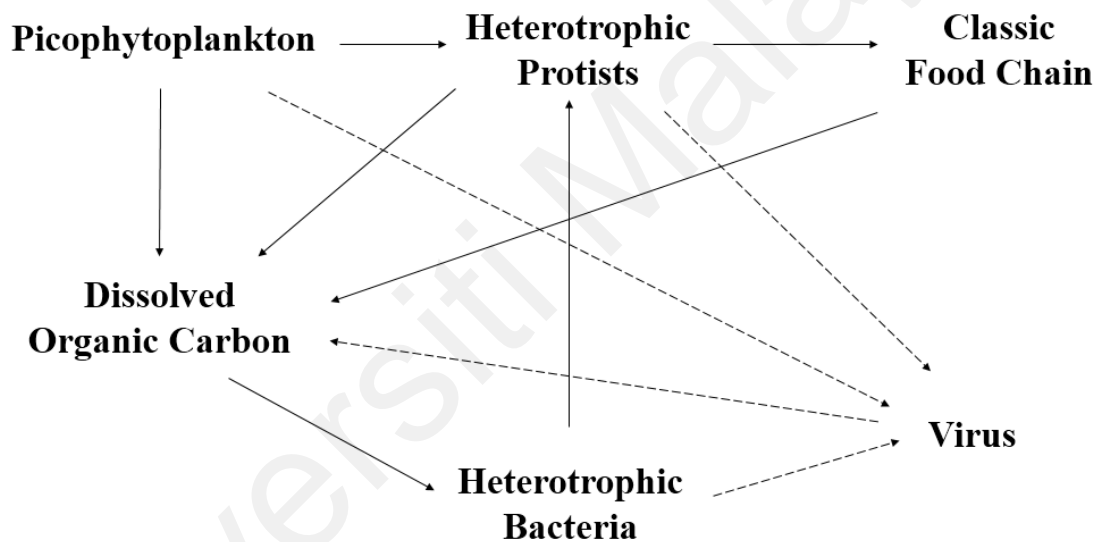 Picophytoplankton
Heterotrophic
Protists
Classic
Food Chain
Dissolved
Organic Carbon
Virus
Heterotrophic
Bacteria